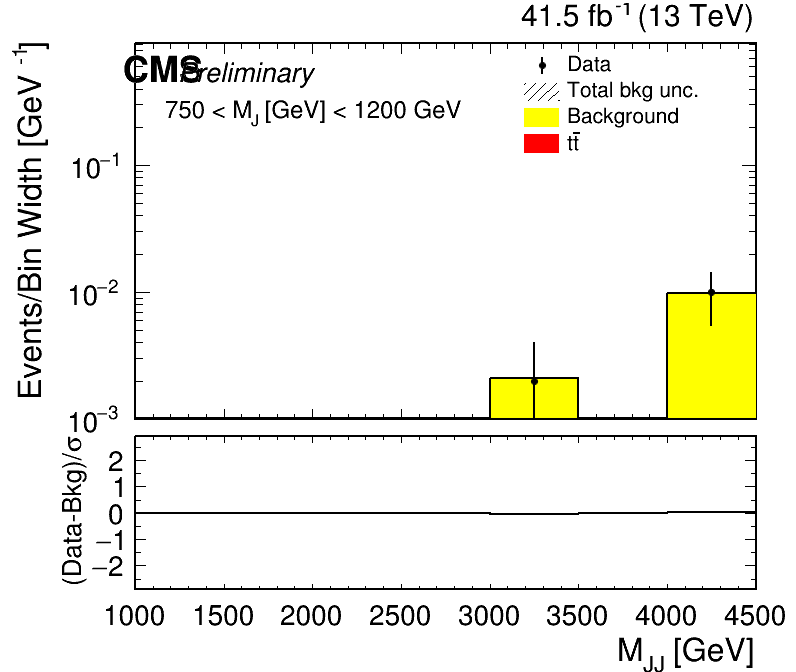 41.5 fb⁻¹ (13 TeV)
CMS Preliminary
750 < M_J [GeV] < 1200 GeV
Data
Total bkg unc.
Background
tt̄
Events/Bin Width [GeV⁻¹]
10⁻¹
10⁻²
10⁻³
(Data-Bkg)/σ
2
1
0
−1
−2
1000 1500 2000 2500 3000 3500 4000 4500
M_JJ [GeV]